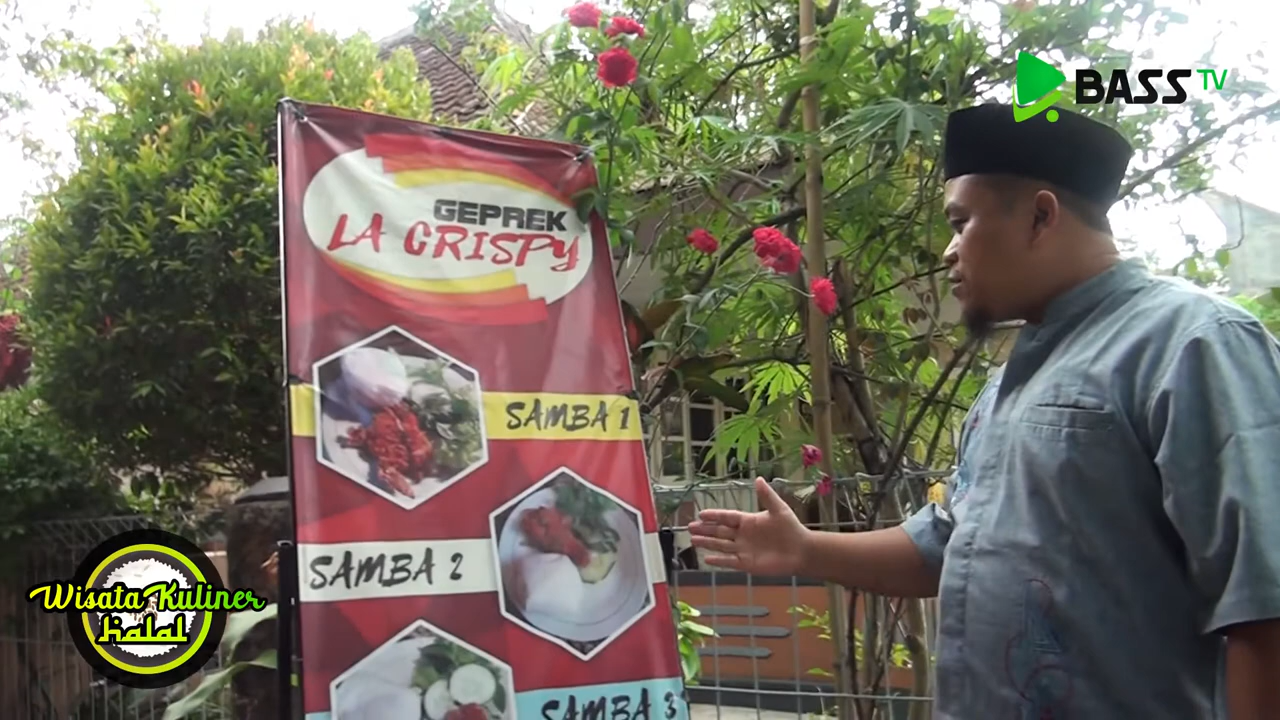 BASS TV
GEPREK
LA CRISPY
SAMBA 1
SAMBA 2
SAMBA 3
Wisata Kuliner
Halal